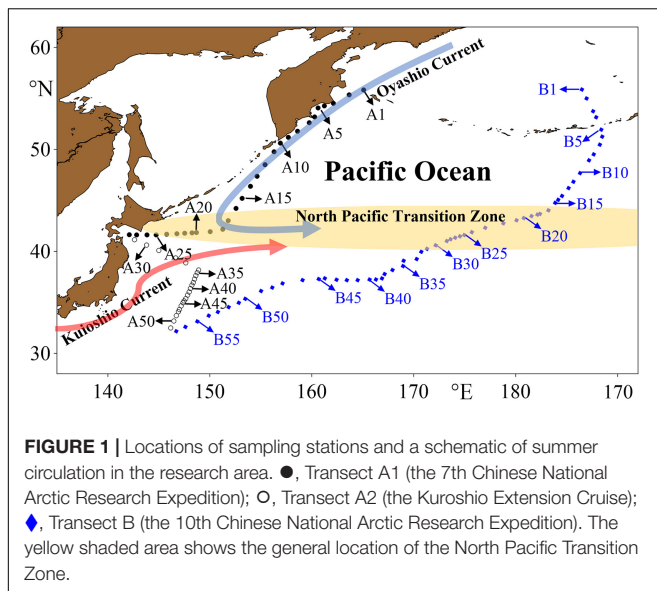 60
°N
50
40
30
Oyashio Current
A1
A5
A10
A15
Pacific Ocean
B1
B5
B10
B15
North Pacific Transition Zone
A20
B20
A25
A30
B25
B30
A35
B35
A40
B40
A45
B45
Kuioshio Current
A50
B50
B55
140
150
160
°E
170
180
170
FIGURE 1 | Locations of sampling stations and a schematic of summer
circulation in the research area. ●, Transect A1 (the 7th Chinese National
Arctic Research Expedition); ○, Transect A2 (the Kuroshio Extension Cruise);
♦, Transect B (the 10th Chinese National Arctic Research Expedition). The
yellow shaded area shows the general location of the North Pacific Transition
Zone.